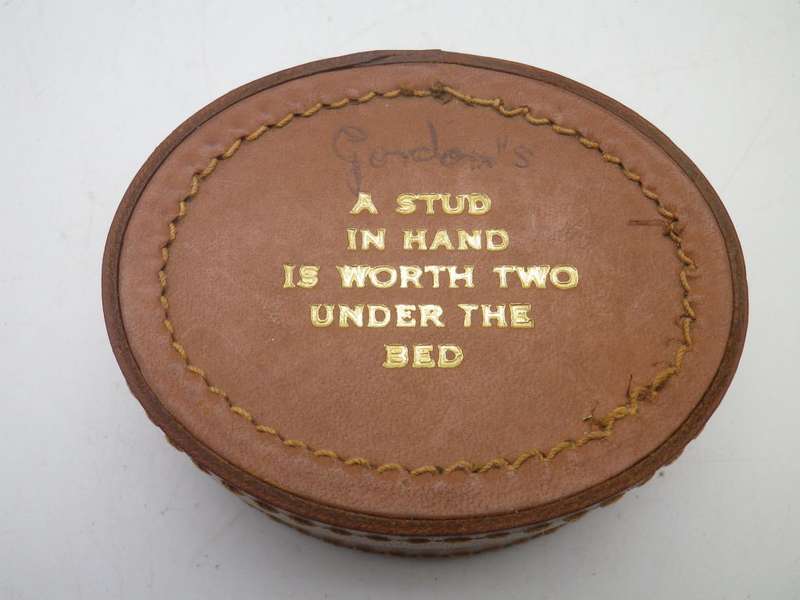 Gordon's
A STUD
IN HAND
IS WORTH TWO
UNDER THE
BED